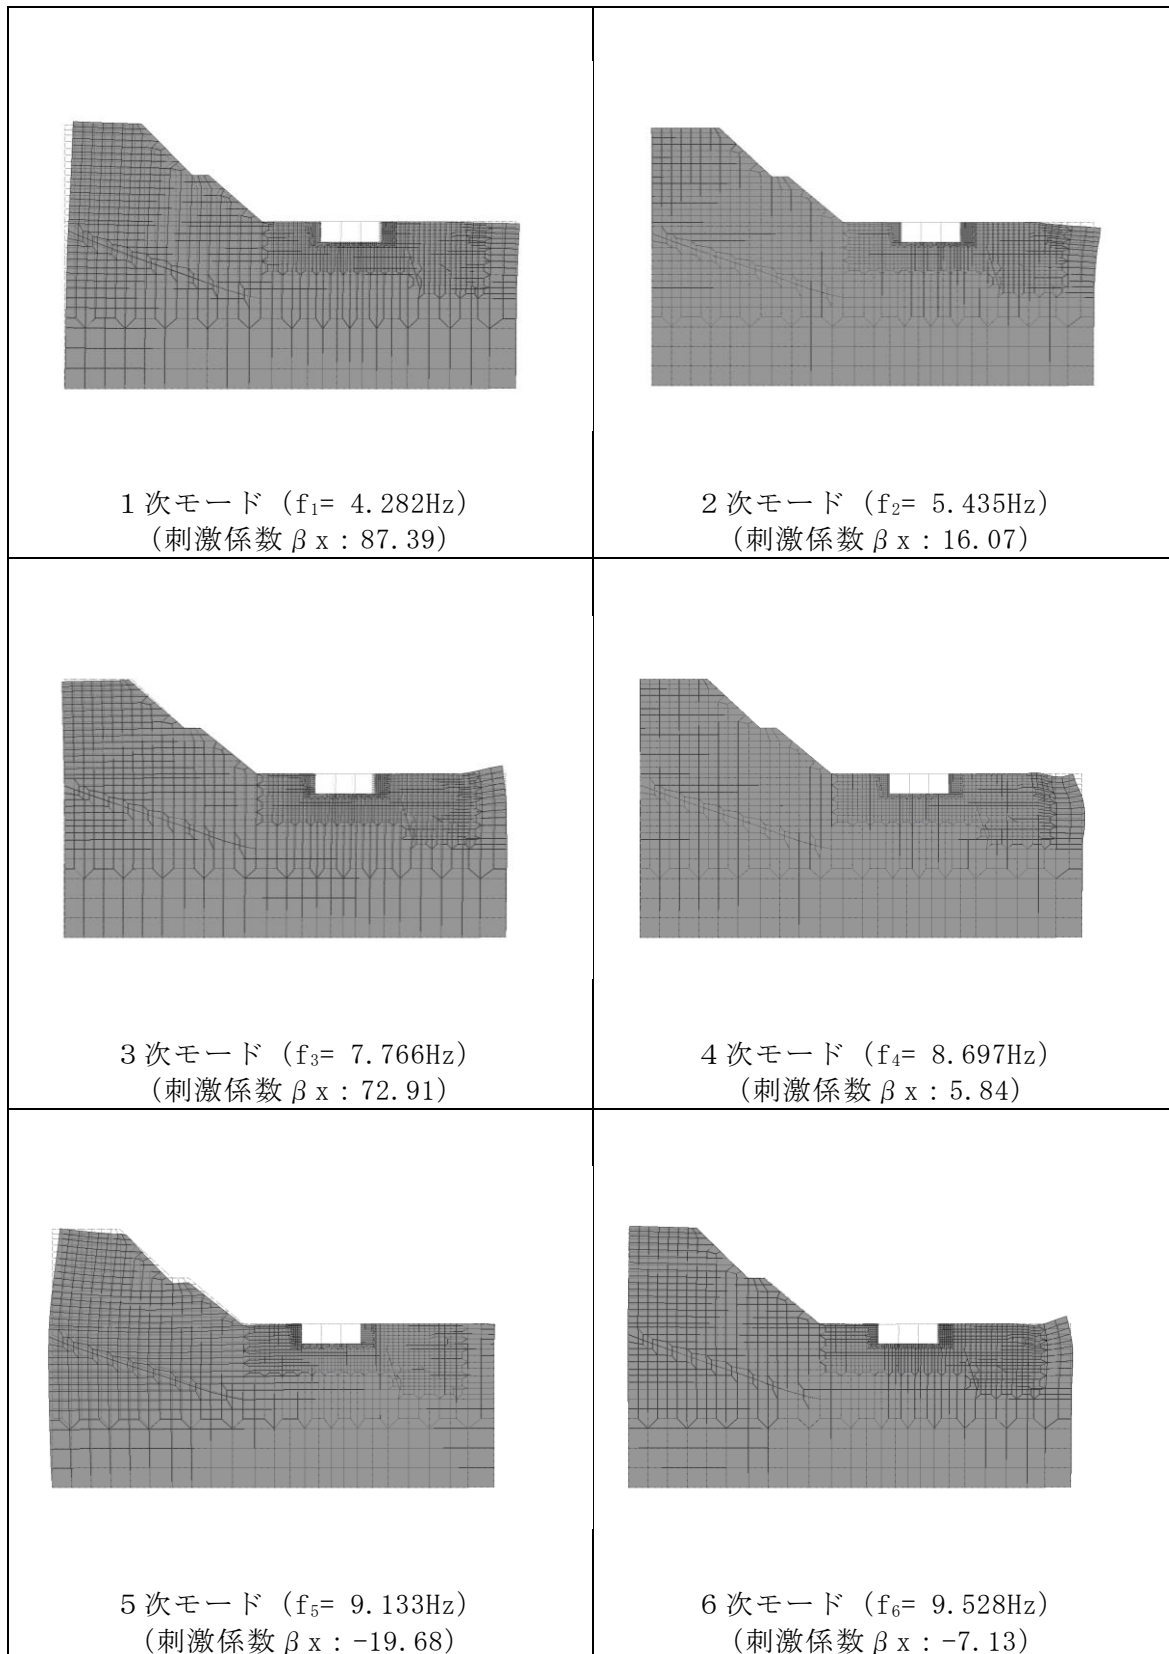 1次モード (f₁= 4.282Hz)
(刺激係数βx：87.39)
2次モード (f₂= 5.435Hz)
(刺激係数βx：16.07)
3次モード (f₃= 7.766Hz)
(刺激係数βx：72.91)
4次モード (f₄= 8.697Hz)
(刺激係数βx：5.84)
5次モード (f₅= 9.133Hz)
(刺激係数βx：-19.68)
6次モード (f₆= 9.528Hz)
(刺激係数βx：-7.13)